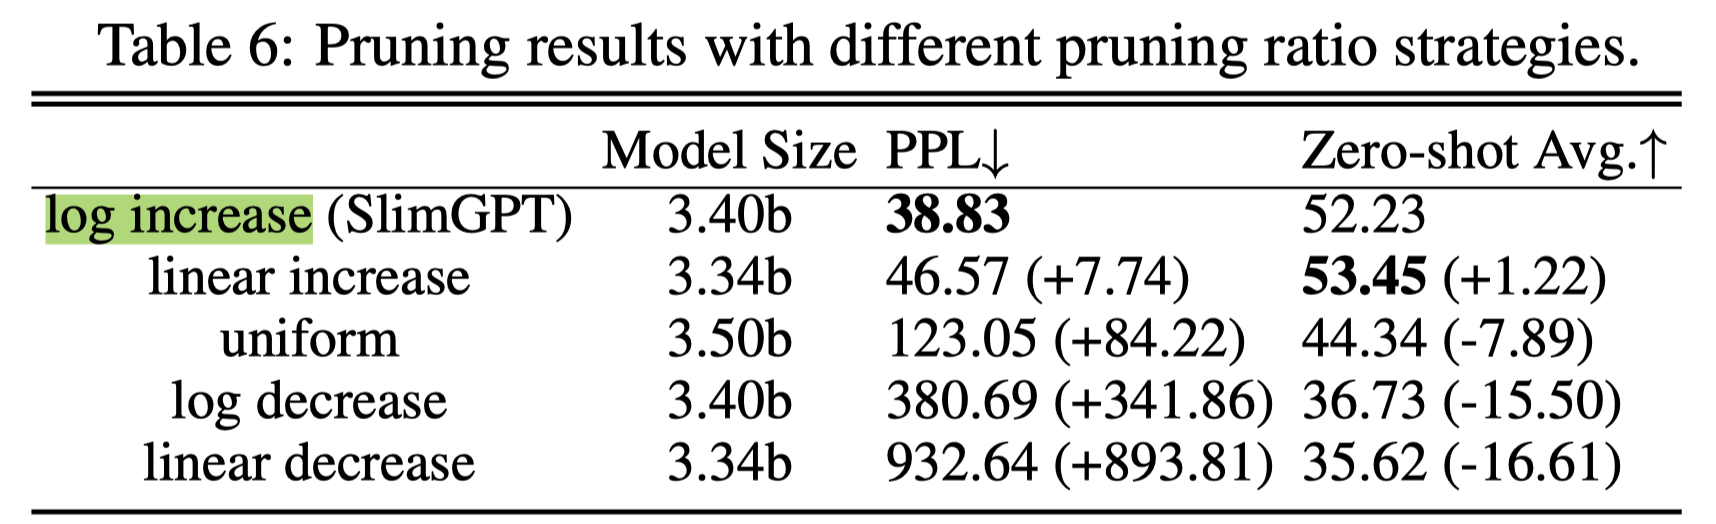 Table 6: Pruning results with different pruning ratio strategies.
Model Size PPL↓ Zero-shot Avg.↑
log increase (SlimGPT) 3.40b 38.83 52.23
linear increase 3.34b 46.57 (+7.74) 53.45 (+1.22)
uniform 3.50b 123.05 (+84.22) 44.34 (-7.89)
log decrease 3.40b 380.69 (+341.86) 36.73 (-15.50)
linear decrease 3.34b 932.64 (+893.81) 35.62 (-16.61)